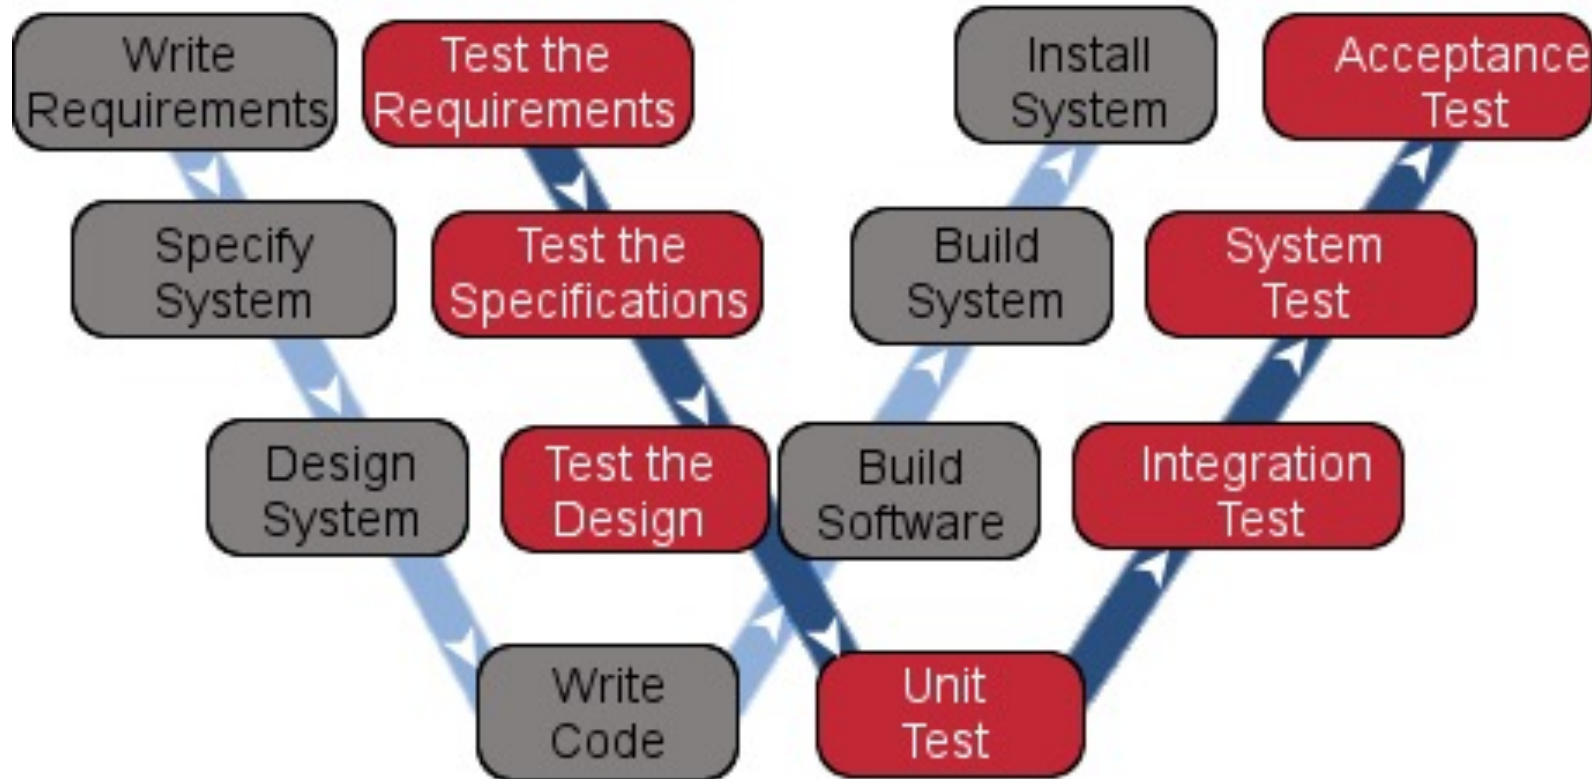 Write
Requirements
Test the
Requirements
Install
System
Acceptance
Test
Specify
System
Test the
Specifications
Build
System
System
Test
Design
System
Test the
Design
Build
Software
Integration
Test
Write
Code
Unit
Test